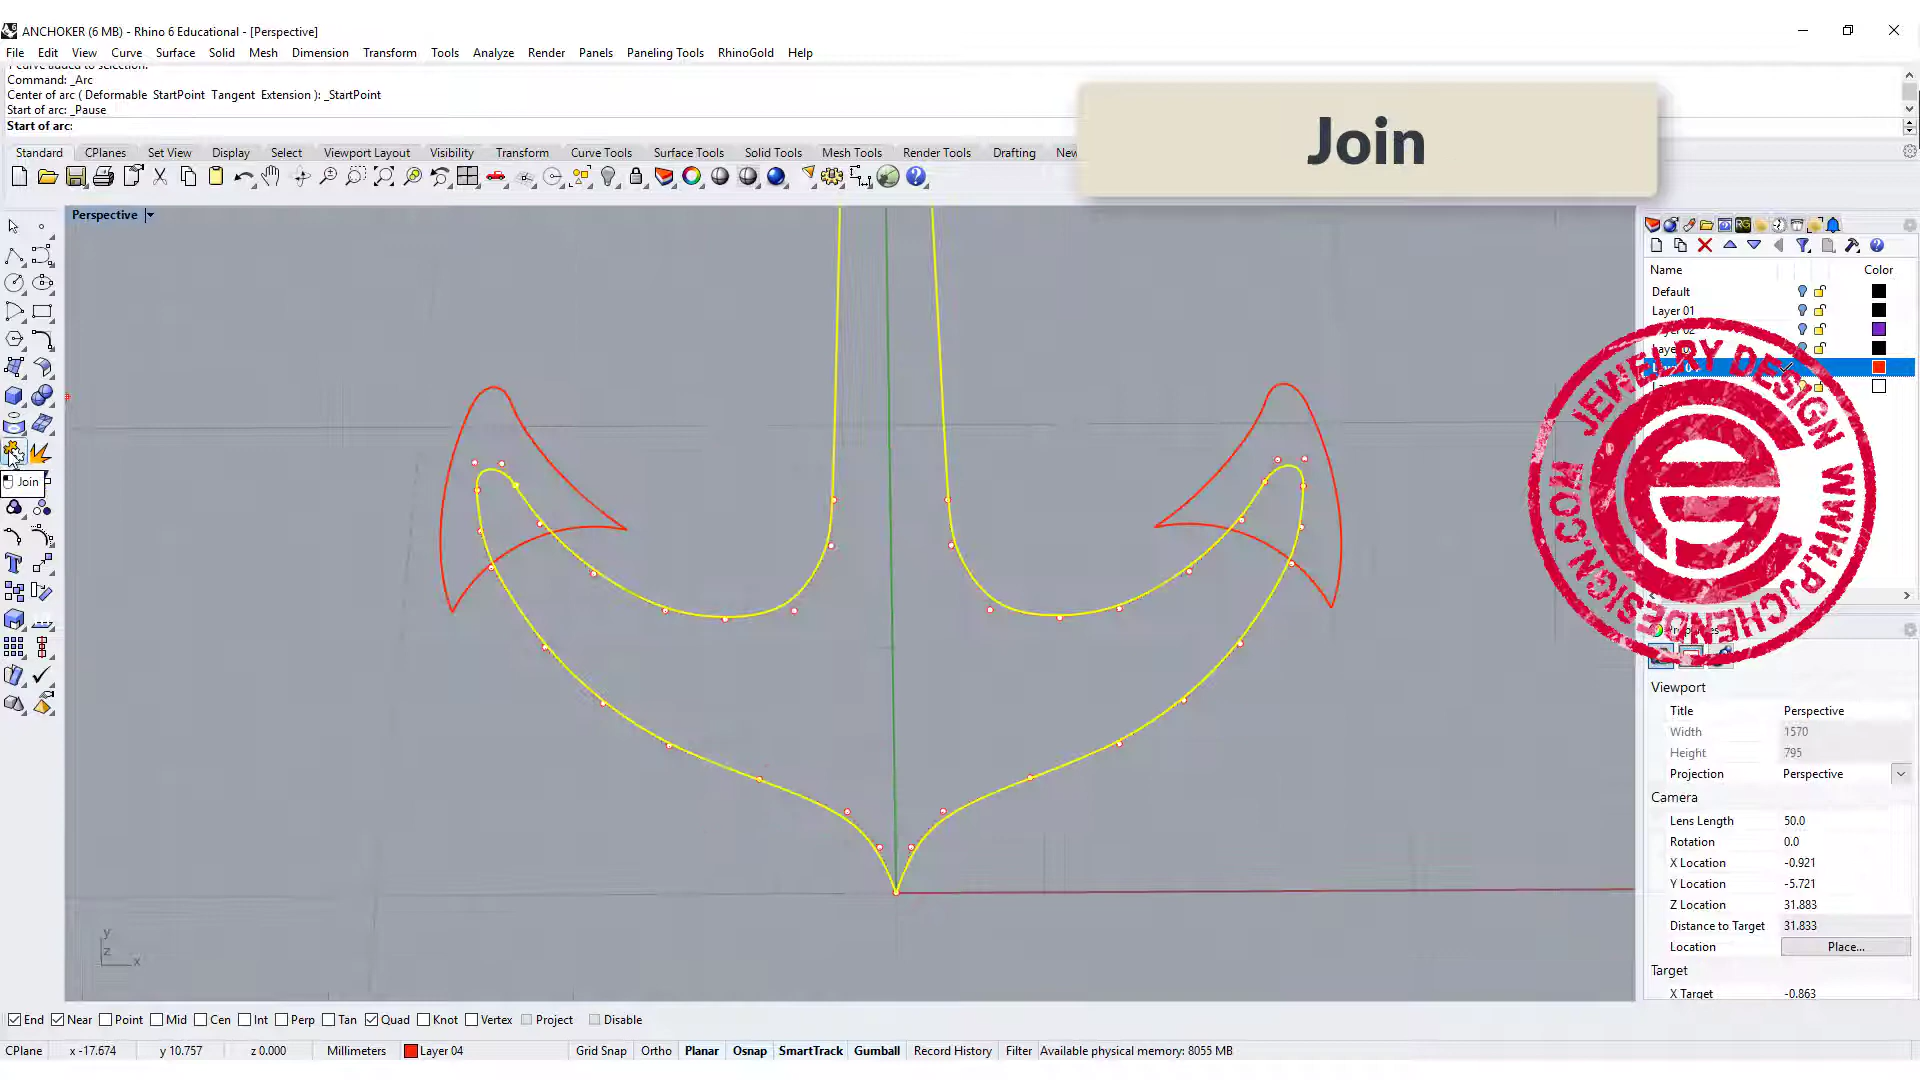 ANCHOKER (6 MB) - Rhino 6 Educational - [Perspective]
File Edit View Curve Surface Solid Mesh Dimension Transform Tools Analyze Render Panels Paneling Tools RhinoGold Help
1 curve added to selection.
Command: _Arc
Center of arc ( Deformable StartPoint Tangent Extension ): _StartPoint
Start of arc: _Pause
Start of arc:
Join
Standard CPlanes Set View Display Select Viewport Layout Visibility Transform Curve Tools Surface Tools Solid Tools Mesh Tools Render Tools Drafting New
Perspective
Name Color
Default
Layer 01
Join
JEWELRY DESIGN WWW.PJCHENDESIGN.COM
Viewport
Title Perspective
Width 1570
Height 795
Projection Perspective
Camera
Lens Length 50.0
Rotation 0.0
X Location -0.921
Y Location -5.721
Z Location 31.883
Distance to Target 31.833
Location Place...
Target
X Target -0.863
y
z
x
End Near Point Mid Cen Int Perp Tan Quad Knot Vertex Project Disable
CPlane x -17.674 y 10.757 z 0.000 Millimeters Layer 04 Grid Snap Ortho Planar Osnap SmartTrack Gumball Record History Filter Available physical memory: 8055 MB